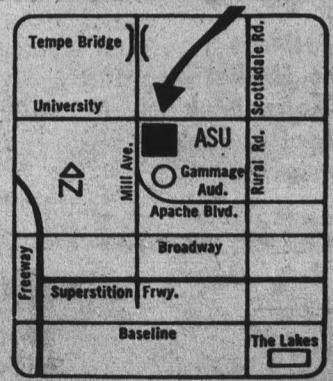 Tempe Bridge
Scottsdale Rd.
University
ASU
Mill Ave.
Rural Rd.
Gammage
Aud.
N
Apache Blvd.
Broadway
Freeway
Superstition Frwy.
Baseline
The Lakes